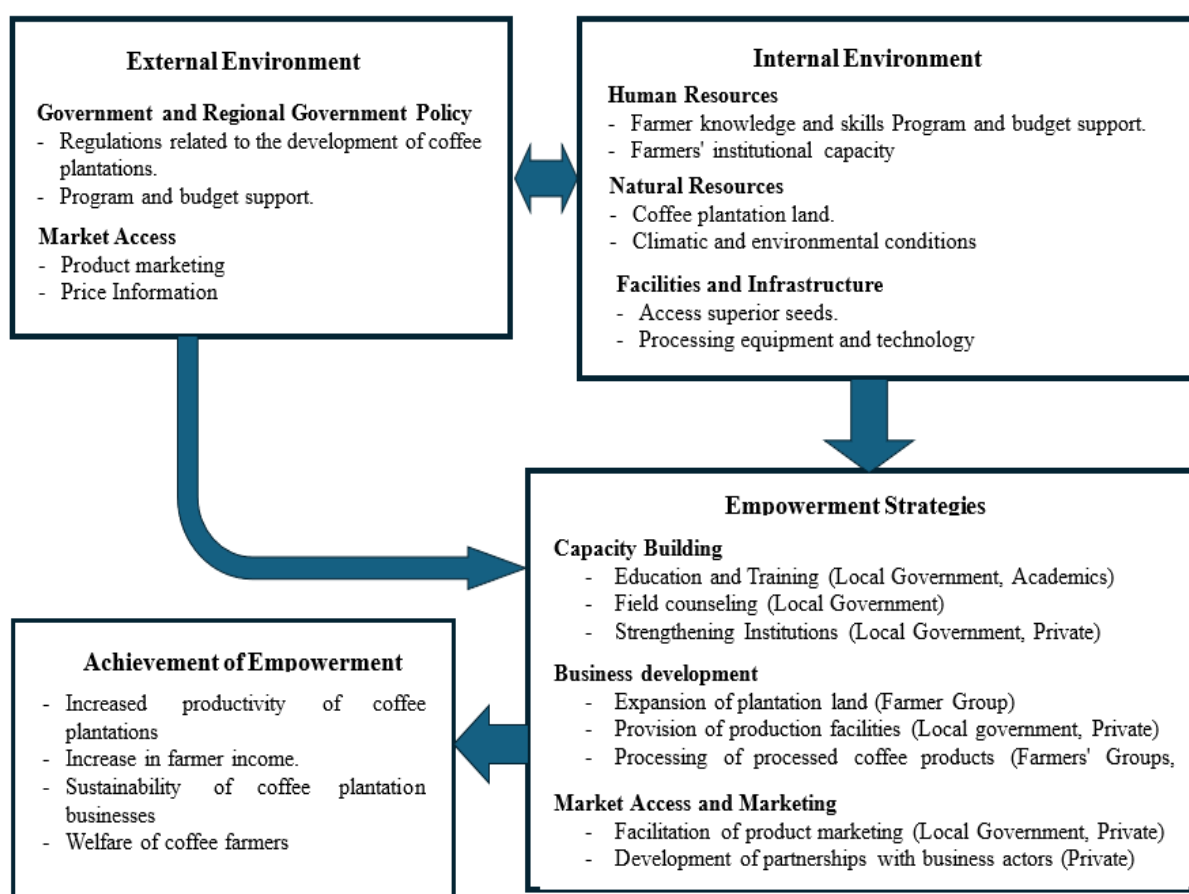 External Environment
Government and Regional Government Policy
- Regulations related to the development of coffee
plantations.
- Program and budget support.
Market Access
- Product marketing
- Price Information
Internal Environment
Human Resources
- Farmer knowledge and skills Program and budget support.
- Farmers' institutional capacity
Natural Resources
- Coffee plantation land.
- Climatic and environmental conditions
Facilities and Infrastructure
- Access superior seeds.
- Processing equipment and technology
Empowerment Strategies
Capacity Building
- Education and Training (Local Government, Academics)
- Field counseling (Local Government)
- Strengthening Institutions (Local Government, Private)
Business development
- Expansion of plantation land (Farmer Group)
- Provision of production facilities (Local government, Private)
- Processing of processed coffee products (Farmers' Groups,
Market Access and Marketing
- Facilitation of product marketing (Local Government, Private)
- Development of partnerships with business actors (Private)
Achievement of Empowerment
- Increased productivity of coffee
plantations
- Increase in farmer income.
- Sustainability of coffee plantation
businesses
- Welfare of coffee farmers